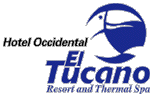 Hotel Occidental
El
Tucano
Resort and Thermal Spa